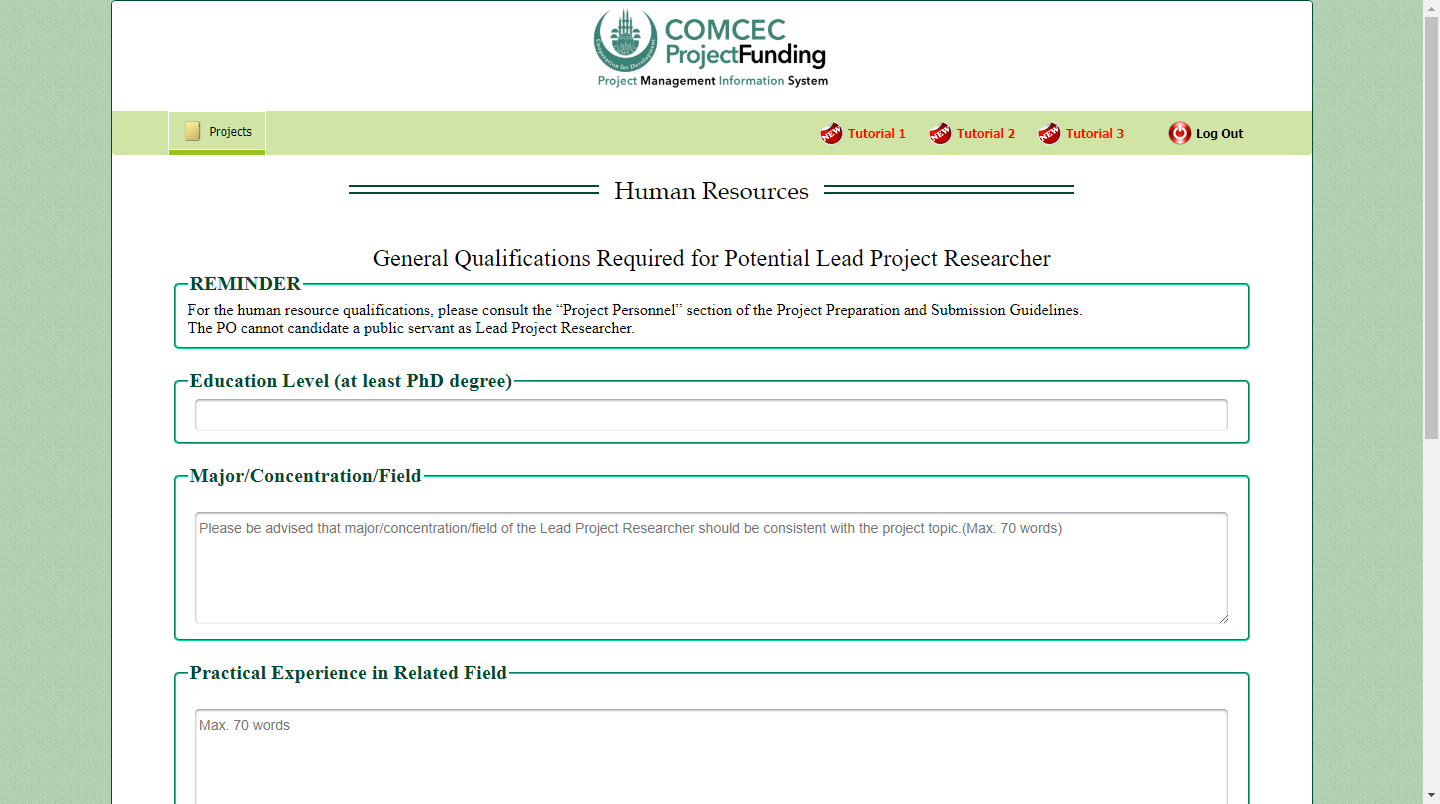 COMCEC
ProjectFunding
Cooperation for Development
Project Management Information System
Projects
NEW Tutorial 1
NEW Tutorial 2
NEW Tutorial 3
Log Out
Human Resources
General Qualifications Required for Potential Lead Project Researcher
REMINDER
For the human resource qualifications, please consult the “Project Personnel” section of the Project Preparation and Submission Guidelines.
The PO cannot candidate a public servant as Lead Project Researcher.
Education Level (at least PhD degree)
Major/Concentration/Field
Please be advised that major/concentration/field of the Lead Project Researcher should be consistent with the project topic.(Max. 70 words)
Practical Experience in Related Field
Max. 70 words